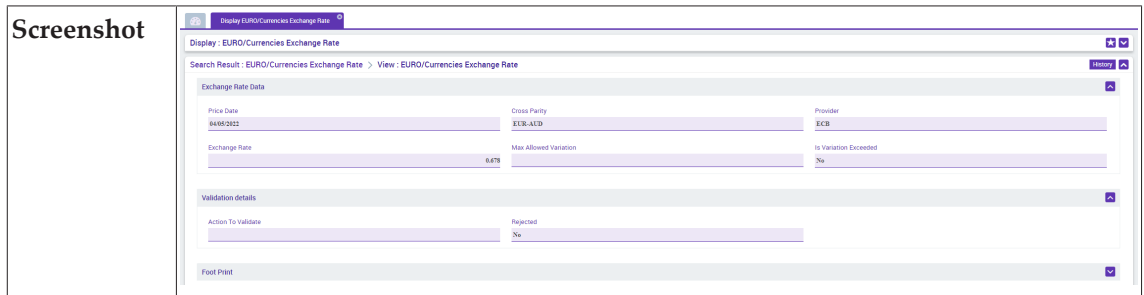 Screenshot
Display EURO/Currencies Exchange Rate
Display : EURO/Currencies Exchange Rate
Search Result : EURO/Currencies Exchange Rate > View : EURO/Currencies Exchange Rate History
Exchange Rate Data
Price Date Cross Parity Provider
04/05/2022 EUR-AUD ECB
Exchange Rate Max Allowed Variation Is Variation Exceeded
0.678 No
Validation details
Action To Validate Rejected
No
Foot Print